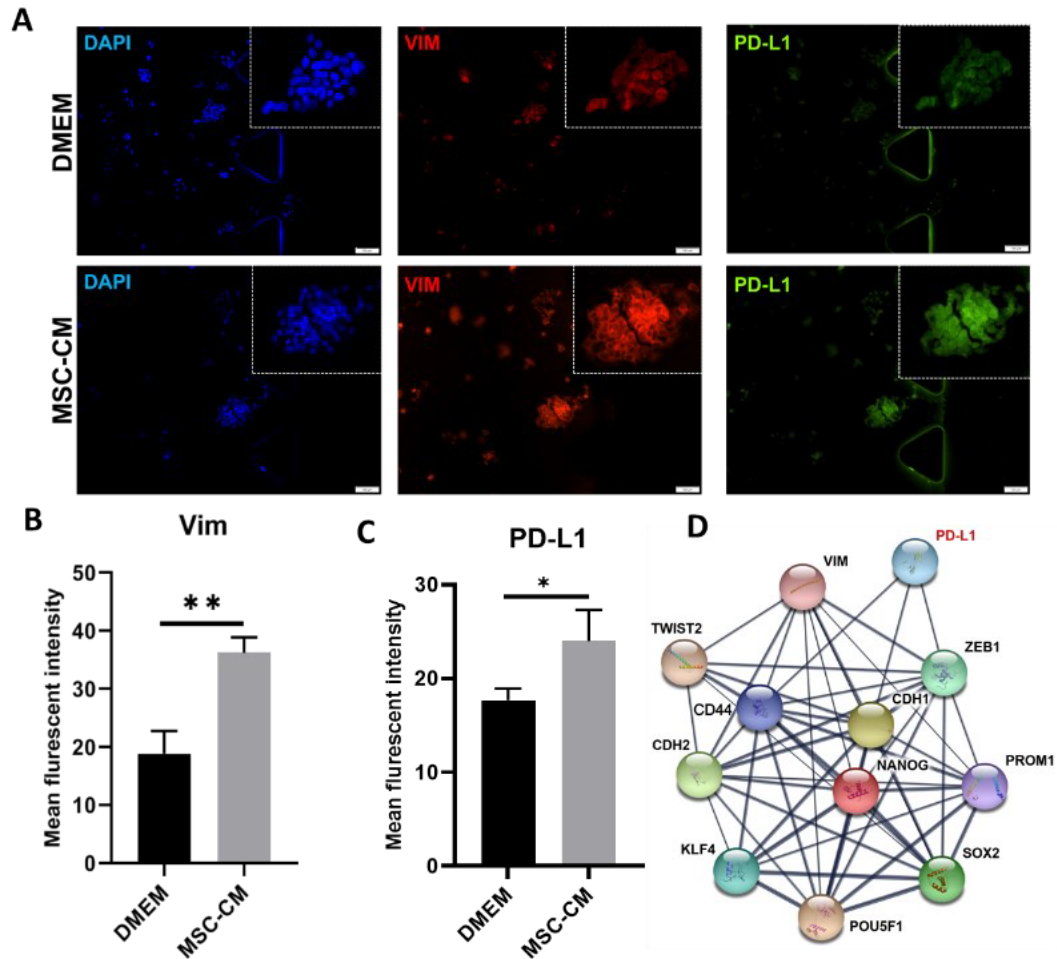 A
DAPI
VIM
PD-L1
DMEM
DAPI
VIM
PD-L1
MSC-CM
B
Vim
Mean flurescent intensity
50
40
30
20
10
0
**
DMEM
MSC-CM
C
PD-L1
Mean flurescent intensity
30
20
10
0
*
DMEM
MSC-CM
D
PD-L1
VIM
TWIST2
ZEB1
CD44
CDH1
CDH2
NANOG
PROM1
KLF4
SOX2
POU5F1